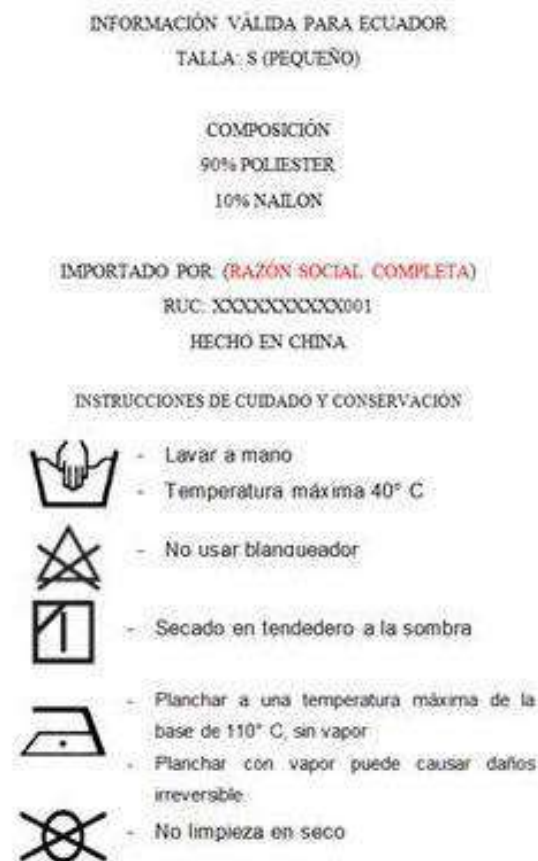 INFORMACIÓN VÁLIDA PARA ECUADOR
TALLA: S (PEQUEÑO)
COMPOSICIÓN
90% POLIESTER
10% NAILON
IMPORTADO POR: (RAZÓN SOCIAL COMPLETA)
RUC: XXXXXXXXXX001
HECHO EN CHINA
INSTRUCCIONES DE CUIDADO Y CONSERVACIÓN
- Lavar a mano
- Temperatura máxima 40° C
- No usar blanqueador
- Secado en tendedero a la sombra
- Planchar a una temperatura máxima de la
base de 110° C, sin vapor
- Planchar con vapor puede causar daños
irreversible.
- No limpieza en seco